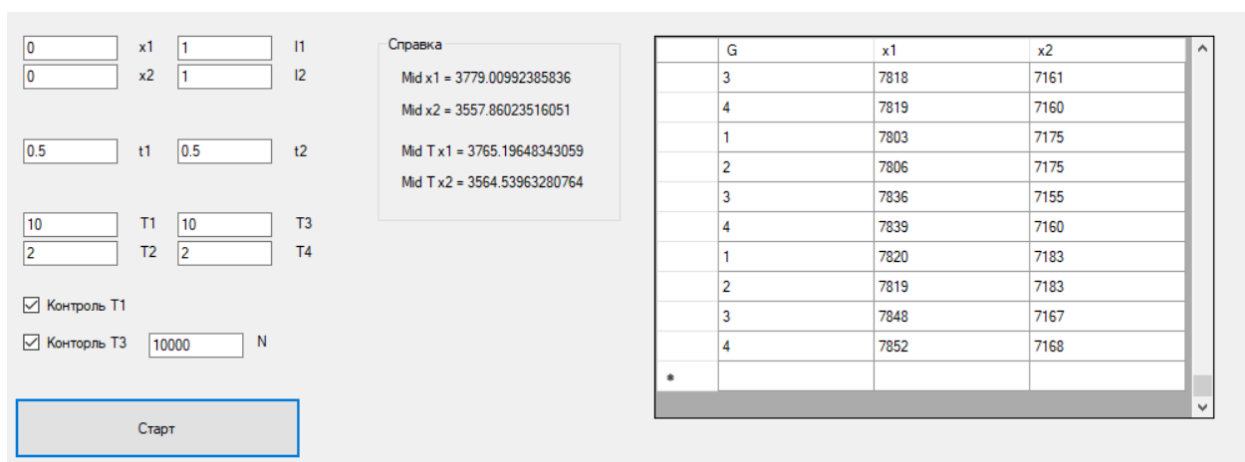 0 x1 1 l1
0 x2 1 l2
0.5 t1 0.5 t2
10 T1 10 T3
2 T2 2 T4
Контроль T1
Конторль T3 10000 N
Старт
Справка
Mid x1 = 3779.00992385836
Mid x2 = 3557.86023516051
Mid T x1 = 3765.19648343059
Mid T x2 = 3564.53963280764
G x1 x2
3 7818 7161
4 7819 7160
1 7803 7175
2 7806 7175
3 7836 7155
4 7839 7160
1 7820 7183
2 7819 7183
3 7848 7167
4 7852 7168